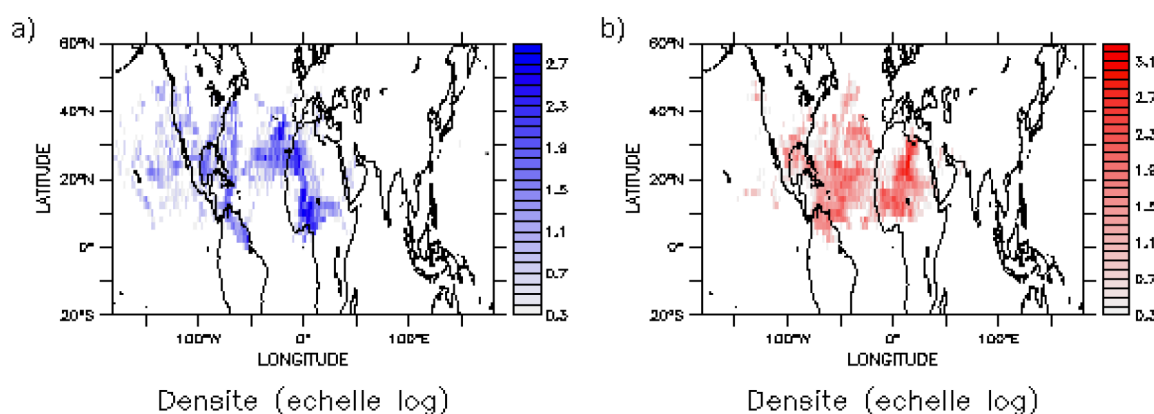 a)
60°N
40°N
20°N
0°
20°S
LATITUDE
100°W 0° 100°E
LONGITUDE
2.7
2.3
1.9
1.5
1.1
0.7
0.3
Densite (echelle log)
b)
60°N
40°N
20°N
0°
20°S
LATITUDE
100°W 0° 100°E
LONGITUDE
3.1
2.7
2.3
1.9
1.5
1.1
0.7
0.3
Densite (echelle log)